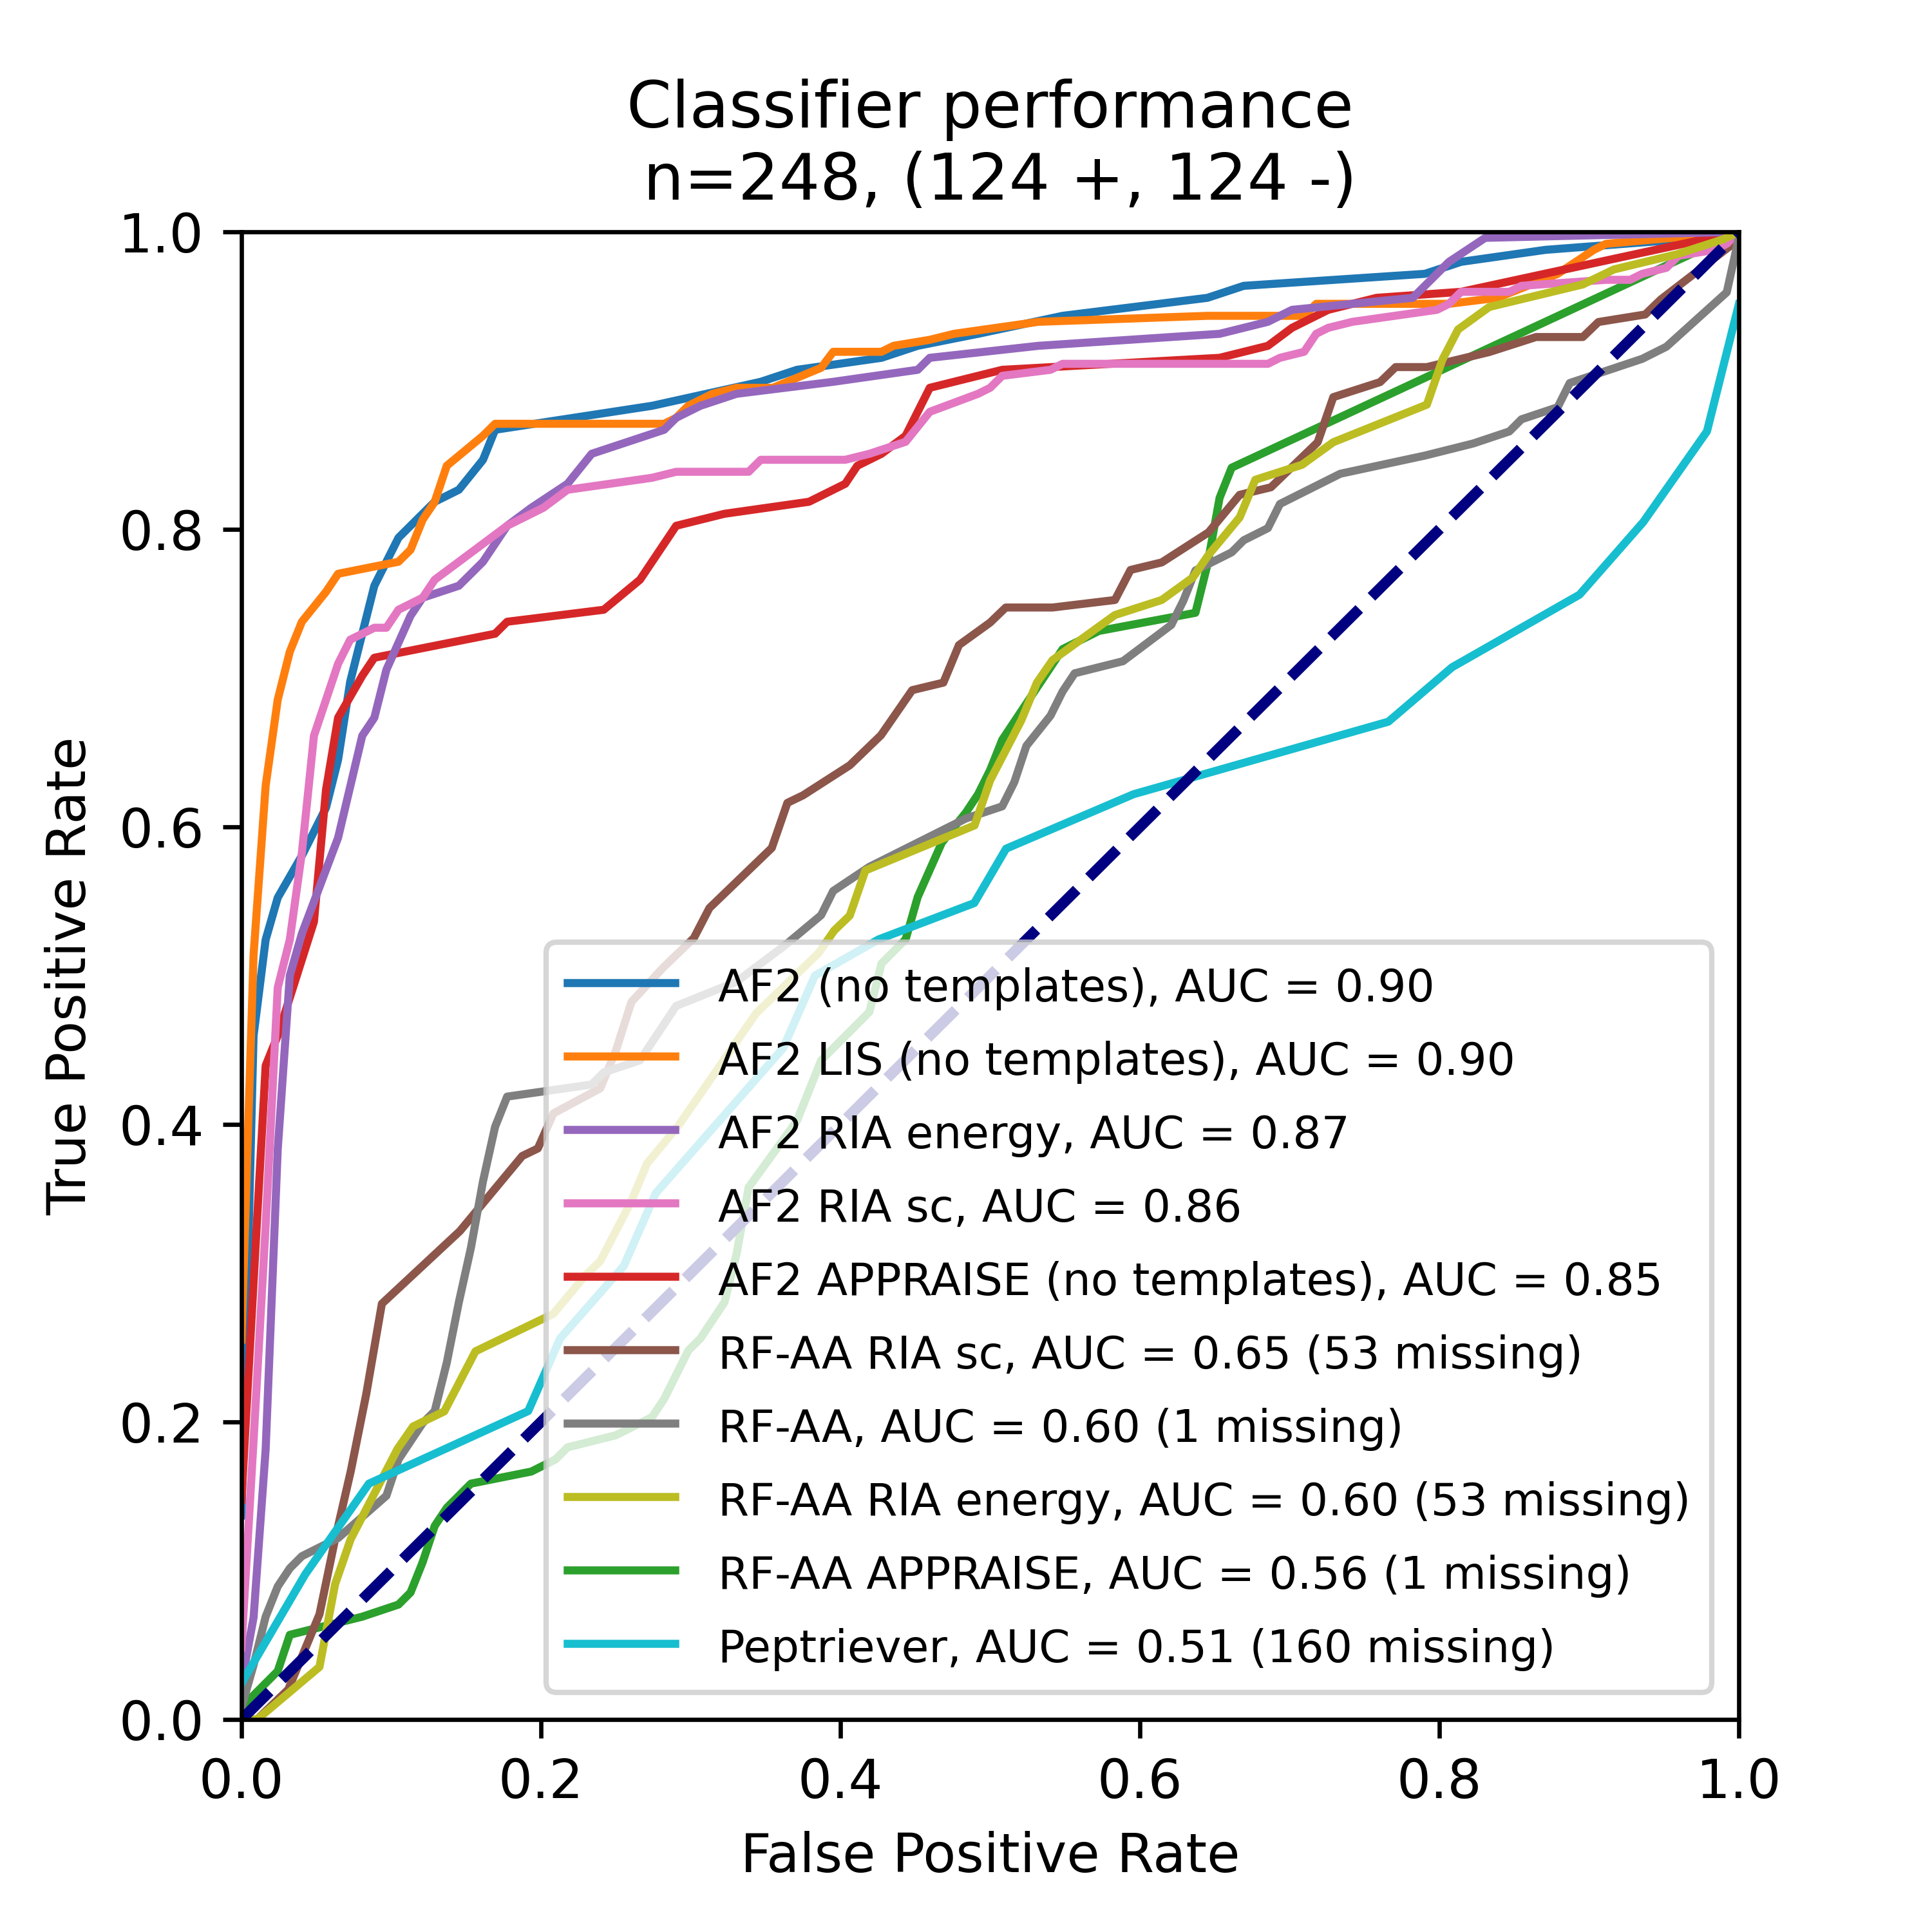 Classifier performance
n=248, (124 +, 124 -)
True Positive Rate
1.0
0.8
0.6
0.4
0.2
0.0
AF2 (no templates), AUC = 0.90
AF2 LIS (no templates), AUC = 0.90
AF2 RIA energy, AUC = 0.87
AF2 RIA sc, AUC = 0.86
AF2 APPRAISE (no templates), AUC = 0.85
RF-AA RIA sc, AUC = 0.65 (53 missing)
RF-AA, AUC = 0.60 (1 missing)
RF-AA RIA energy, AUC = 0.60 (53 missing)
RF-AA APPRAISE, AUC = 0.56 (1 missing)
Peptriever, AUC = 0.51 (160 missing)
0.0 0.2 0.4 0.6 0.8 1.0
False Positive Rate